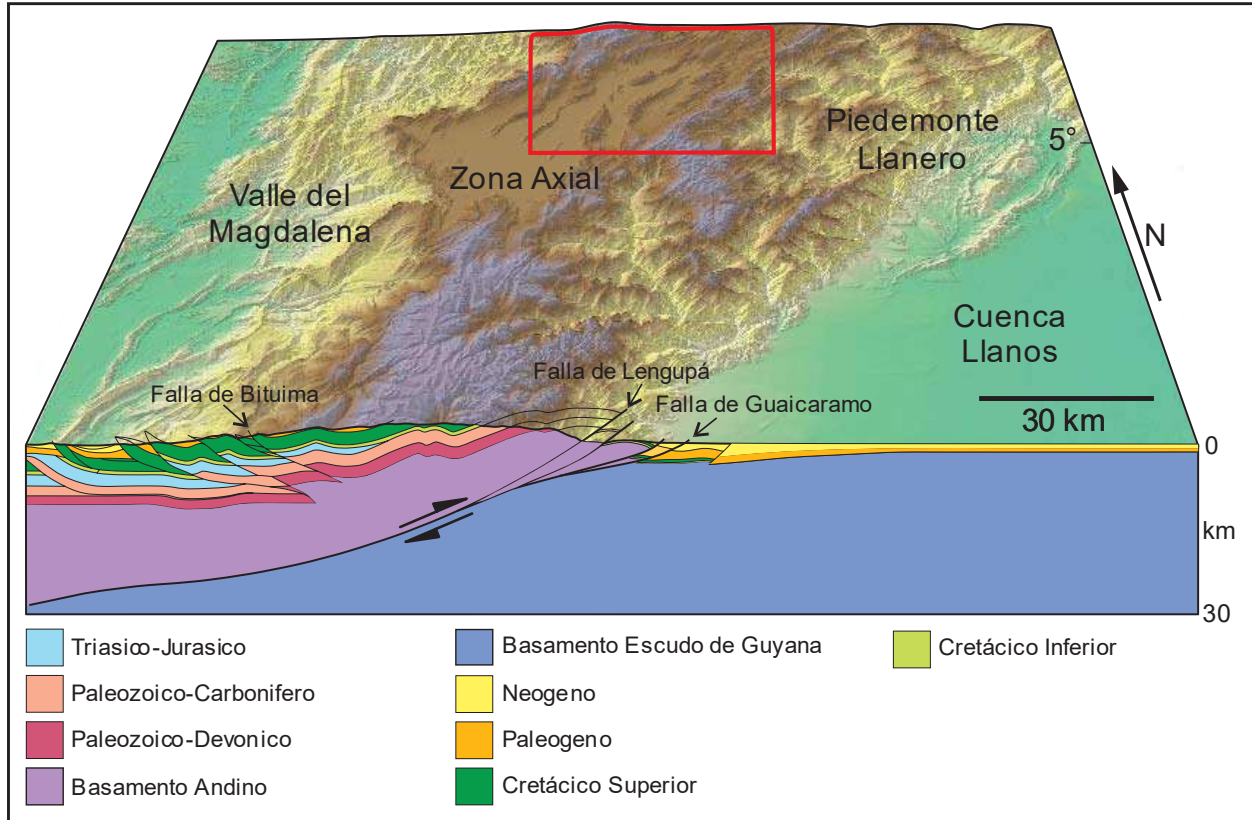 Piedemonte
Llanero
5°
Zona Axial
Valle del
Magdalena
N
Cuenca
Llanos
Falla de Lengupá
Falla de Bituima
Falla de Guaicaramo
30 km
0
km
30
Triasico-Jurasico
Basamento Escudo de Guyana
Cretácico Inferior
Paleozoico-Carbonifero
Neogeno
Paleozoico-Devonico
Paleogeno
Basamento Andino
Cretácico Superior